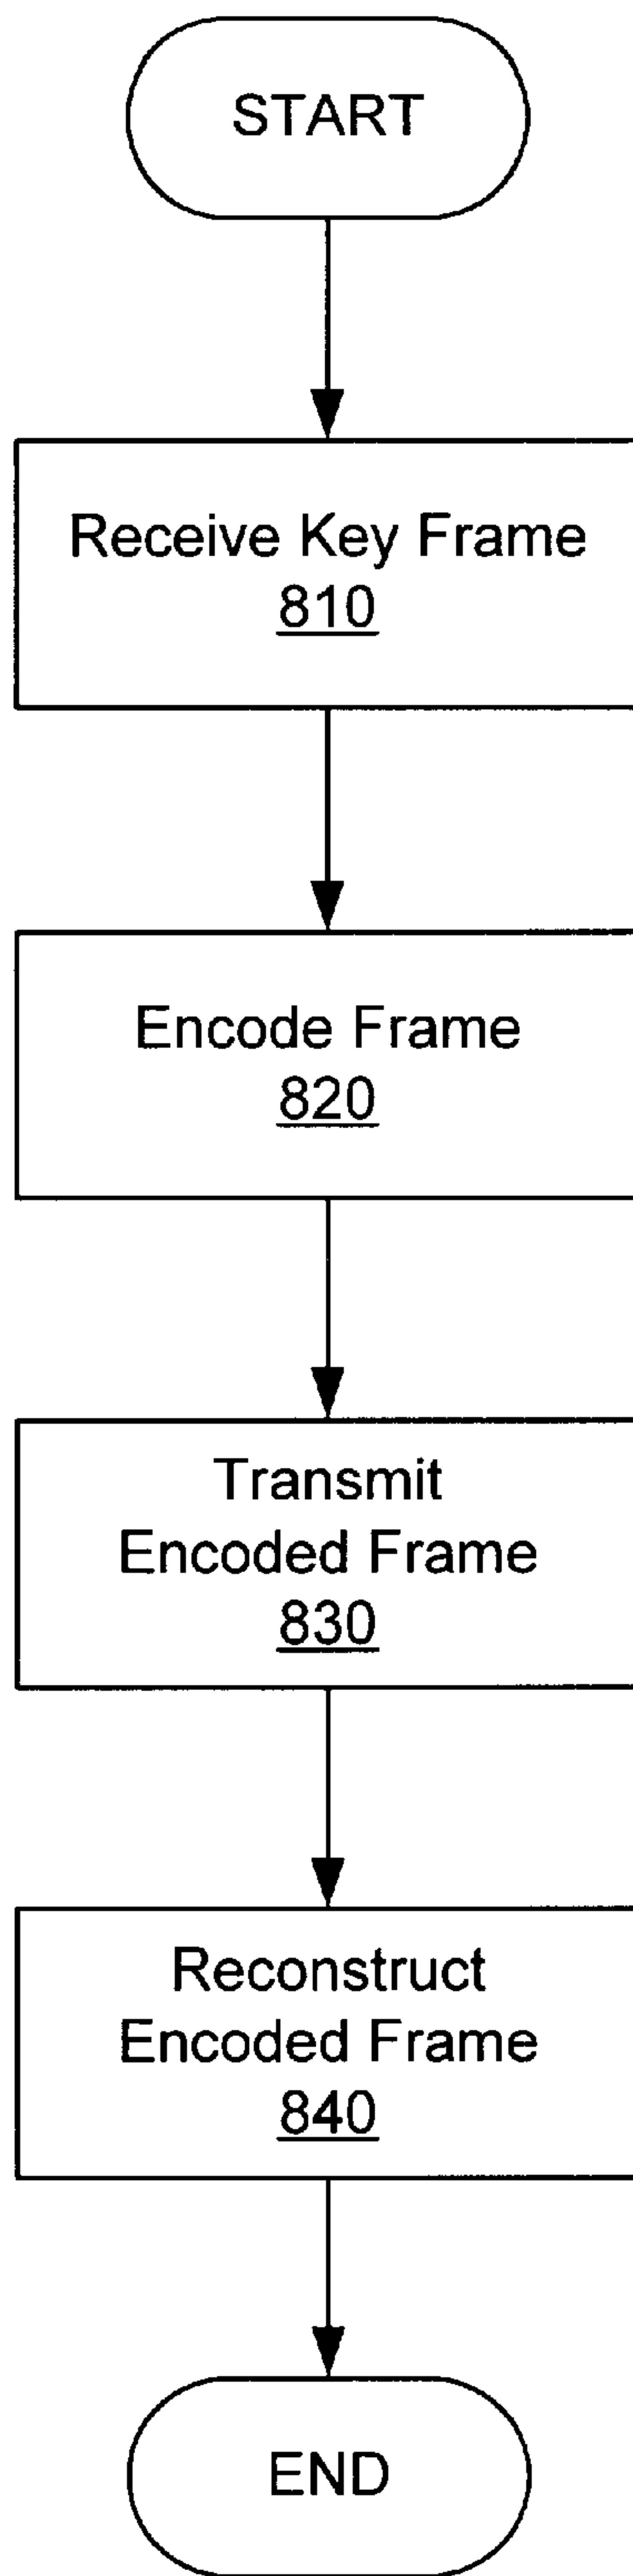 START
Receive Key Frame
810
Encode Frame
820
Transmit
Encoded Frame
830
Reconstruct
Encoded Frame
840
END